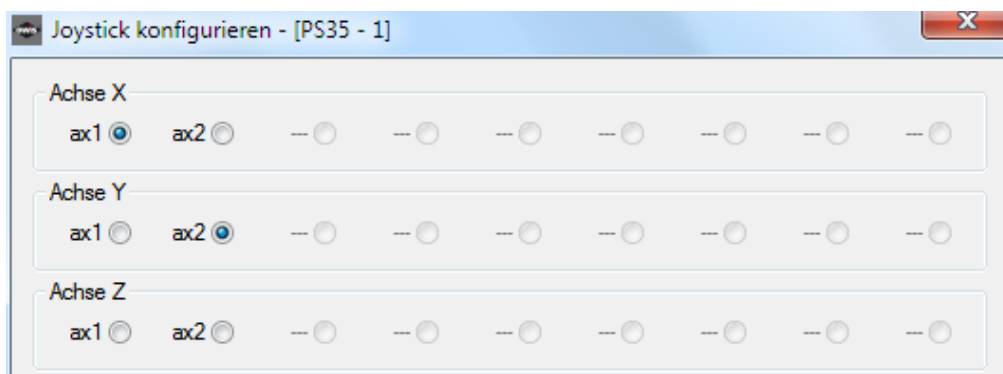 Joystick konfigurieren - [PS35 - 1]
Achse X
ax1 ax2 --- --- --- --- --- --- ---
Achse Y
ax1 ax2 --- --- --- --- --- --- ---
Achse Z
ax1 ax2 --- --- --- --- --- --- ---